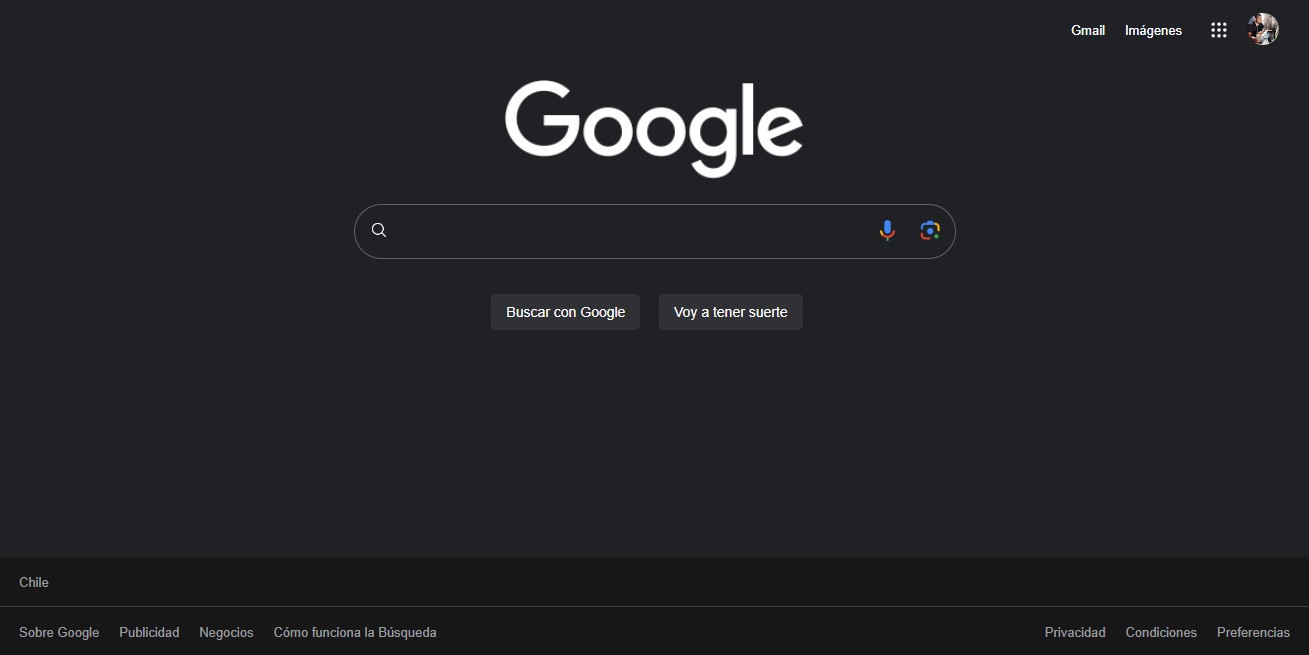 Gmail Imágenes
Google
Buscar con Google Voy a tener suerte
Chile
Sobre Google Publicidad Negocios Cómo funciona la Búsqueda Privacidad Condiciones Preferencias